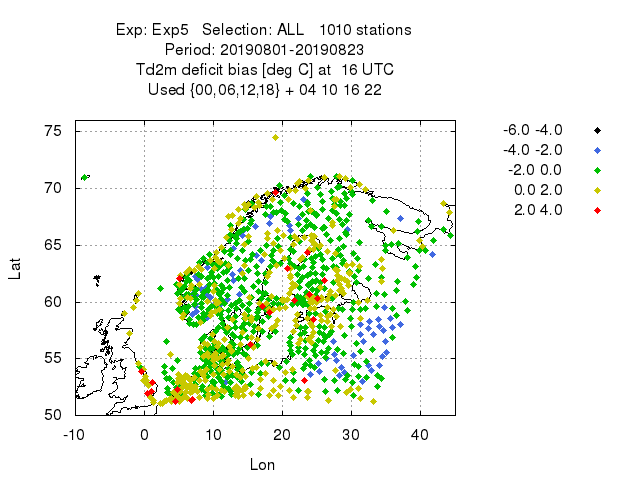 Exp: Exp5 Selection: ALL 1010 stations
Period: 20190801-20190823
Td2m deficit bias [deg C] at 16 UTC
Used {00,06,12,18} + 04 10 16 22
-6.0 -4.0
-4.0 -2.0
-2.0 0.0
0.0 2.0
2.0 4.0
75
70
65
60
55
50
Lat
-10 0 10 20 30 40
Lon